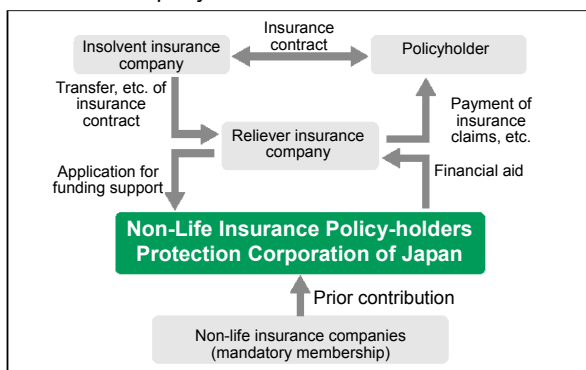 Insurance
contract
Insolvent insurance
company
Policyholder
Transfer, etc. of
insurance
contract
Payment of
insurance
claims, etc.
Reliever insurance
company
Application for
funding support
Financial aid
Non-Life Insurance Policy-holders
Protection Corporation of Japan
Prior contribution
Non-life insurance companies
(mandatory membership)